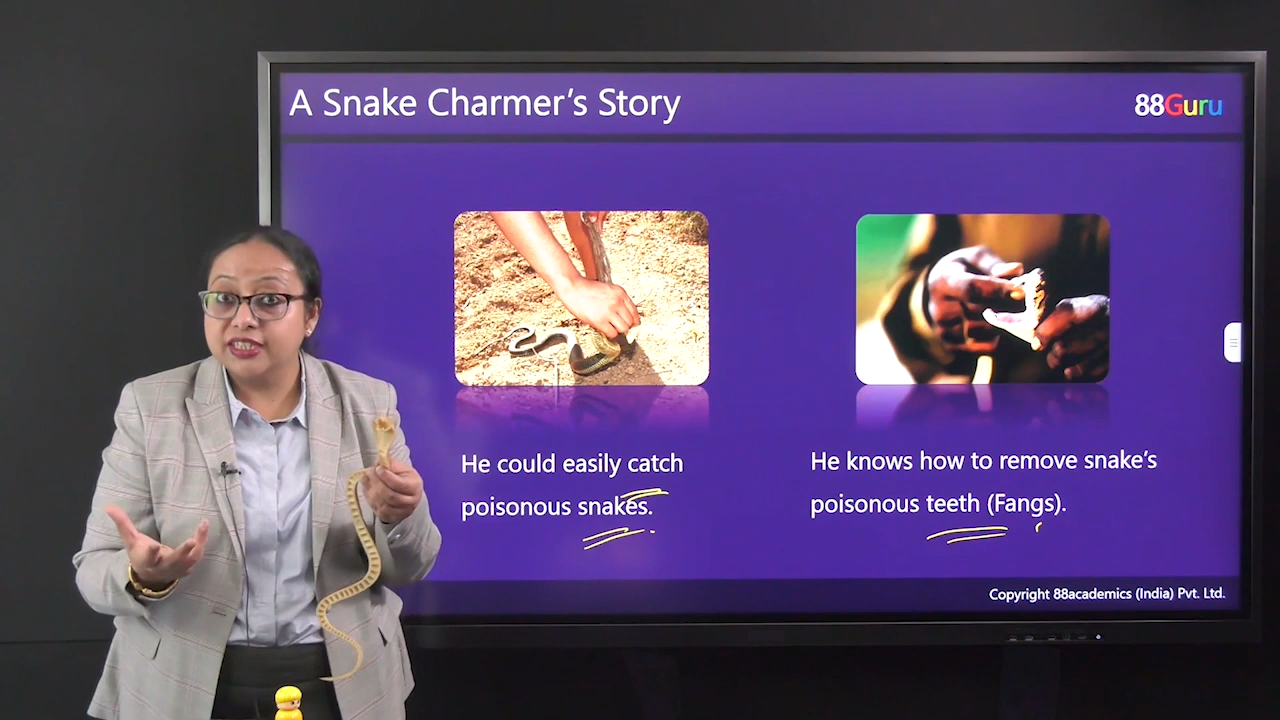 A Snake Charmer's Story
88Guru
He could easily catch
poisonous snakes.
He knows how to remove snake's
poisonous teeth (Fangs).
Copyright 88academics (India) Pvt. Ltd.